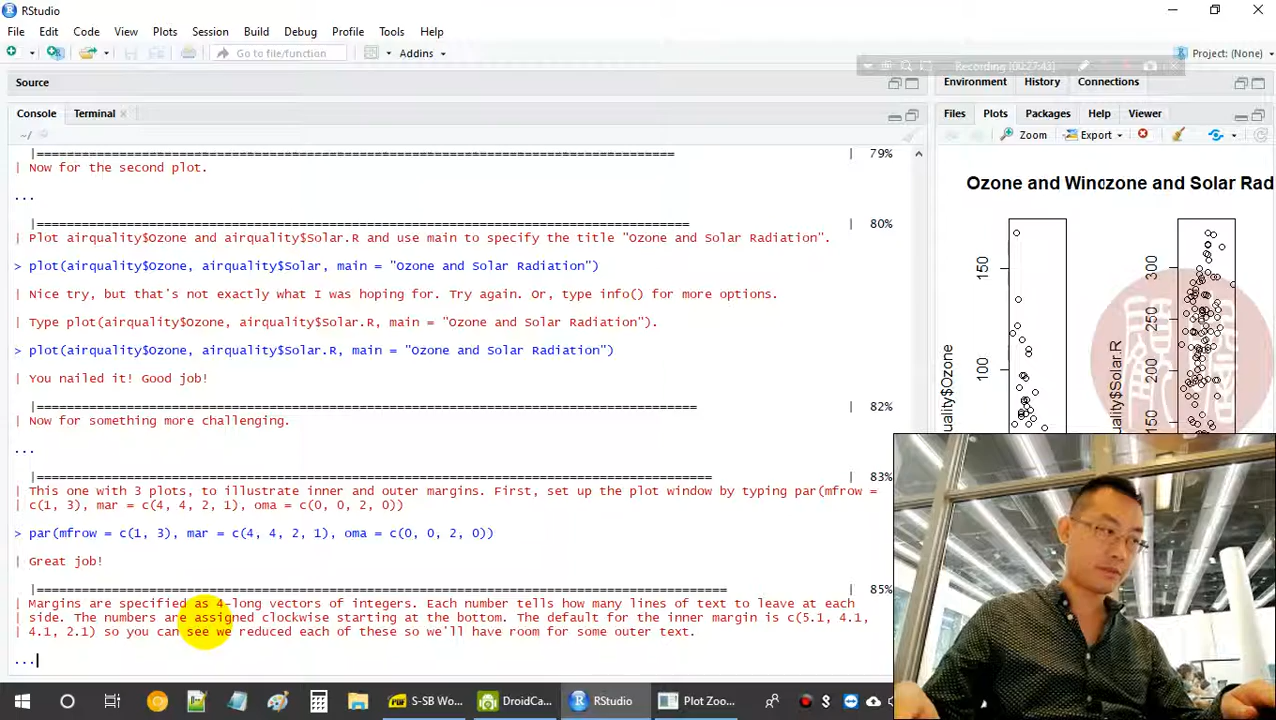 RStudio
File Edit Code View Plots Session Build Debug Profile Tools Help
Go to file/function
Addins
Project: (None)
Recording [00:27:43]
Source
Environment History Connections
Console Terminal
Files Plots Packages Help Viewer
~/
Zoom Export
|===================================================================================== | 79%
| Now for the second plot.
...
|======================================================================================= | 80%
| Plot airquality$Ozone and airquality$Solar.R and use main to specify the title "Ozone and Solar Radiation".
> plot(airquality$Ozone, airquality$Solar, main = "Ozone and Solar Radiation")
| Nice try, but that's not exactly what I was hoping for. Try again. Or, type info() for more options.
| Type plot(airquality$Ozone, airquality$Solar.R, main = "Ozone and Solar Radiation").
> plot(airquality$Ozone, airquality$Solar.R, main = "Ozone and Solar Radiation")
| You nailed it! Good job!
|======================================================================================== | 82%
| Now for something more challenging.
...
|========================================================================================== | 83%
| This one with 3 plots, to illustrate inner and outer margins. First, set up the plot window by typing par(mfrow =
| c(1, 3), mar = c(4, 4, 2, 1), oma = c(0, 0, 2, 0))
> par(mfrow = c(1, 3), mar = c(4, 4, 2, 1), oma = c(0, 0, 2, 0))
| Great job!
|============================================================================================ | 85%
| Margins are specified as 4-long vectors of integers. Each number tells how many lines of text to leave at each
| side. The numbers are assigned clockwise starting at the bottom. The default for the inner margin is c(5.1, 4.1,
| 4.1, 2.1) so you can see we reduced each of these so we'll have room for some outer text.
...
Ozone and Win
ozone and Solar Rad
150
100
uality$Ozone
300
250
200
150
quality$Solar.R
S-SB Wo...
DroidCa...
RStudio
Plot Zoo...